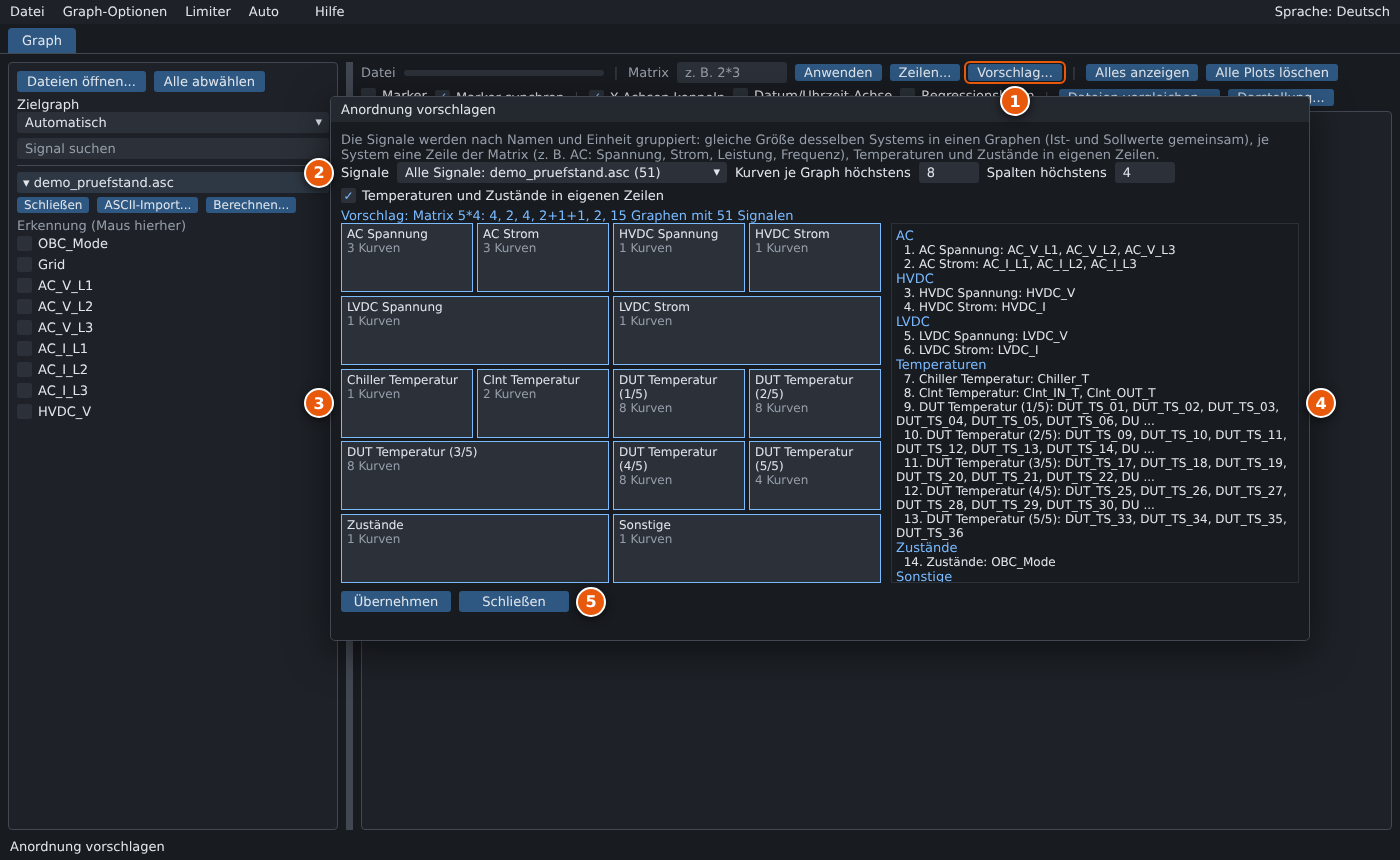 Datei Graph-Optionen Limiter Auto Hilfe Sprache: Deutsch
Graph
Dateien öffnen... Alle abwählen
Zielgraph
Automatisch
Signal suchen
demo_pruefstand.asc
Schließen ASCII-Import... Berechnen...
Erkennung (Maus hierher)
OBC_Mode
Grid
AC_V_L1
AC_V_L2
AC_V_L3
AC_I_L1
AC_I_L2
AC_I_L3
HVDC_V
Datei | Matrix z. B. 2*3 Anwenden Zeilen... Vorschlag... | Alles anzeigen Alle Plots löschen
1
Anordnung vorschlagen
Die Signale werden nach Namen und Einheit gruppiert: gleiche Größe desselben Systems in einen Graphen (Ist- und Sollwerte gemeinsam), je
System eine Zeile der Matrix (z. B. AC: Spannung, Strom, Leistung, Frequenz), Temperaturen und Zustände in eigenen Zeilen.
2 Signale Alle Signale: demo_pruefstand.asc (51) Kurven je Graph höchstens 8 Spalten höchstens 4
Temperaturen und Zustände in eigenen Zeilen
Vorschlag: Matrix 5*4: 4, 2, 4, 2+1+1, 2, 15 Graphen mit 51 Signalen
AC Spannung
3 Kurven
AC Strom
3 Kurven
HVDC Spannung
1 Kurven
HVDC Strom
1 Kurven
LVDC Spannung
1 Kurven
LVDC Strom
1 Kurven
3
Chiller Temperatur
1 Kurven
Clnt Temperatur
2 Kurven
DUT Temperatur
(1/5)
8 Kurven
DUT Temperatur
(2/5)
8 Kurven
DUT Temperatur (3/5)
8 Kurven
DUT Temperatur
(4/5)
8 Kurven
DUT Temperatur
(5/5)
4 Kurven
Zustände
1 Kurven
Sonstige
1 Kurven
AC
1. AC Spannung: AC_V_L1, AC_V_L2, AC_V_L3
2. AC Strom: AC_I_L1, AC_I_L2, AC_I_L3
HVDC
3. HVDC Spannung: HVDC_V
4. HVDC Strom: HVDC_I
LVDC
5. LVDC Spannung: LVDC_V
6. LVDC Strom: LVDC_I
Temperaturen
7. Chiller Temperatur: Chiller_T
8. Clnt Temperatur: Clnt_IN_T, Clnt_OUT_T
9. DUT Temperatur (1/5): DUT_TS_01, DUT_TS_02, DUT_TS_03,
DUT_TS_04, DUT_TS_05, DUT_TS_06, DU ...
10. DUT Temperatur (2/5): DUT_TS_09, DUT_TS_10, DUT_TS_11,
DUT_TS_12, DUT_TS_13, DUT_TS_14, DU ...
11. DUT Temperatur (3/5): DUT_TS_17, DUT_TS_18, DUT_TS_19,
DUT_TS_20, DUT_TS_21, DUT_TS_22, DU ...
12. DUT Temperatur (4/5): DUT_TS_25, DUT_TS_26, DUT_TS_27,
DUT_TS_28, DUT_TS_29, DUT_TS_30, DU ...
13. DUT Temperatur (5/5): DUT_TS_33, DUT_TS_34, DUT_TS_35,
DUT_TS_36
Zustände
14. Zustände: OBC_Mode
Sonstige
4
Übernehmen Schließen 5
Anordnung vorschlagen